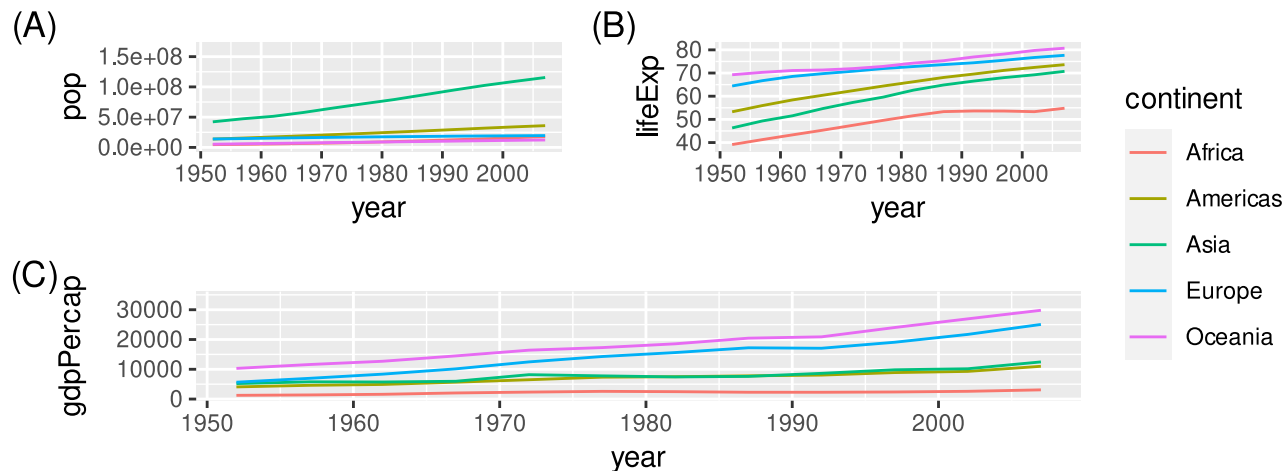 (A)
pop
1.5e+08
1.0e+08
5.0e+07
0.0e+00
1950 1960 1970 1980 1990 2000
year
(B)
lifeExp
80
70
60
50
40
1950 1960 1970 1980 1990 2000
year
continent
Africa
Americas
Asia
Europe
Oceania
(C)
gdpPercap
30000
20000
10000
0
1950 1960 1970 1980 1990 2000
year